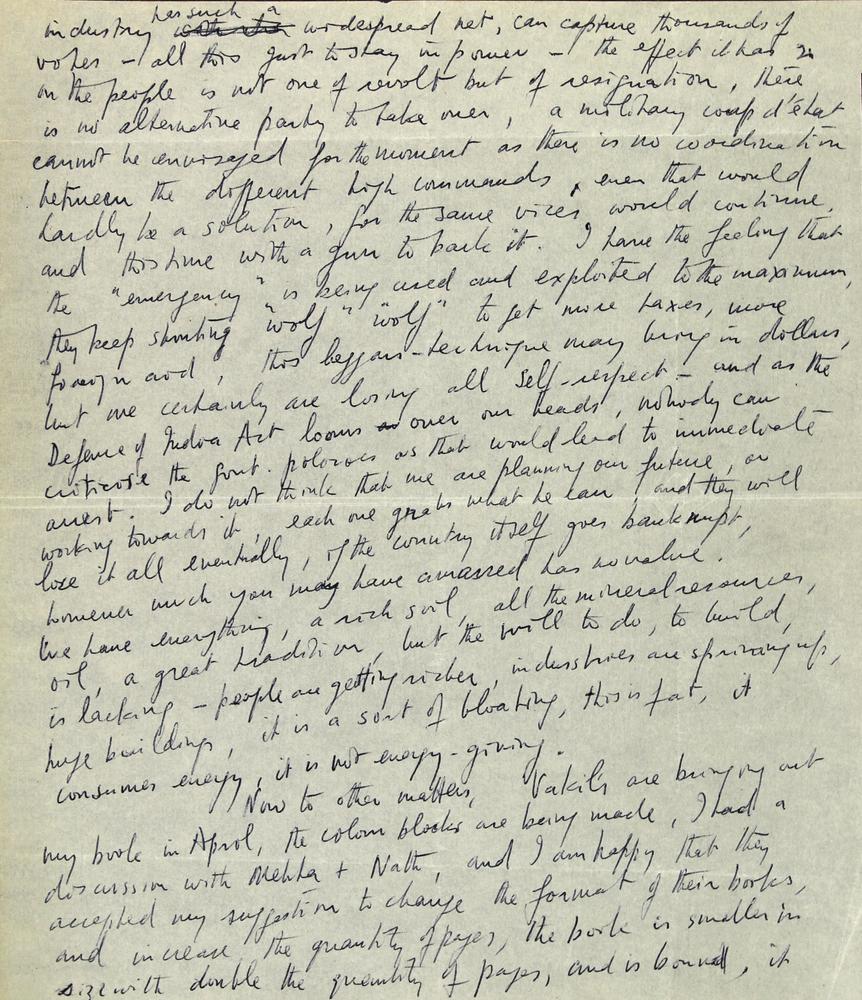 has such a
industry with such widespread net, can capture thousands of
votes – all this just to stay in power – the effect it has
on the people is not one of revolt but of resignation, there
is no alternative party to take over, a military coup d'état
cannot be envisaged for the moment as there is no coordination
between the different high commands, even that would
hardly be a solution, for the same vices would continue,
and this time with a gun to back it. I have the feeling that
the "emergency" is being used and exploited to the maximum,
they keep shouting "wolf" "wolf" to get more taxes, more
foreign aid, this beggars-technique may bring in dollars,
but we certainly are losing all self-respect – and as the
Defence of India Act looms over our heads, nobody can
criticise the govt. policies as that would lead to immediate
arrest. I do not think that we are planning our future, or
working towards it, each one grabs what he can and they will
lose it all eventually, if the country itself goes bankrupt,
however much you may have amassed has no value.
We have everything, a rich soil, all the mineral resources,
oil, a great tradition, but the will to do, to build,
is lacking – people are getting richer, industries are springing up,
huge buildings, it is a sort of bloating, this is fat, it
consumes energy, it is not energy-giving.
Now to other matters, Vakil's are bringing out
my book in April, the colour blocks are being made, I had a
discussion with Mehta + Nath, and I am happy that they
accepted my suggestion to change the format of their books,
and increase the quantity of pages, the book is smaller in
size with double the quantity of pages, and is bound, it